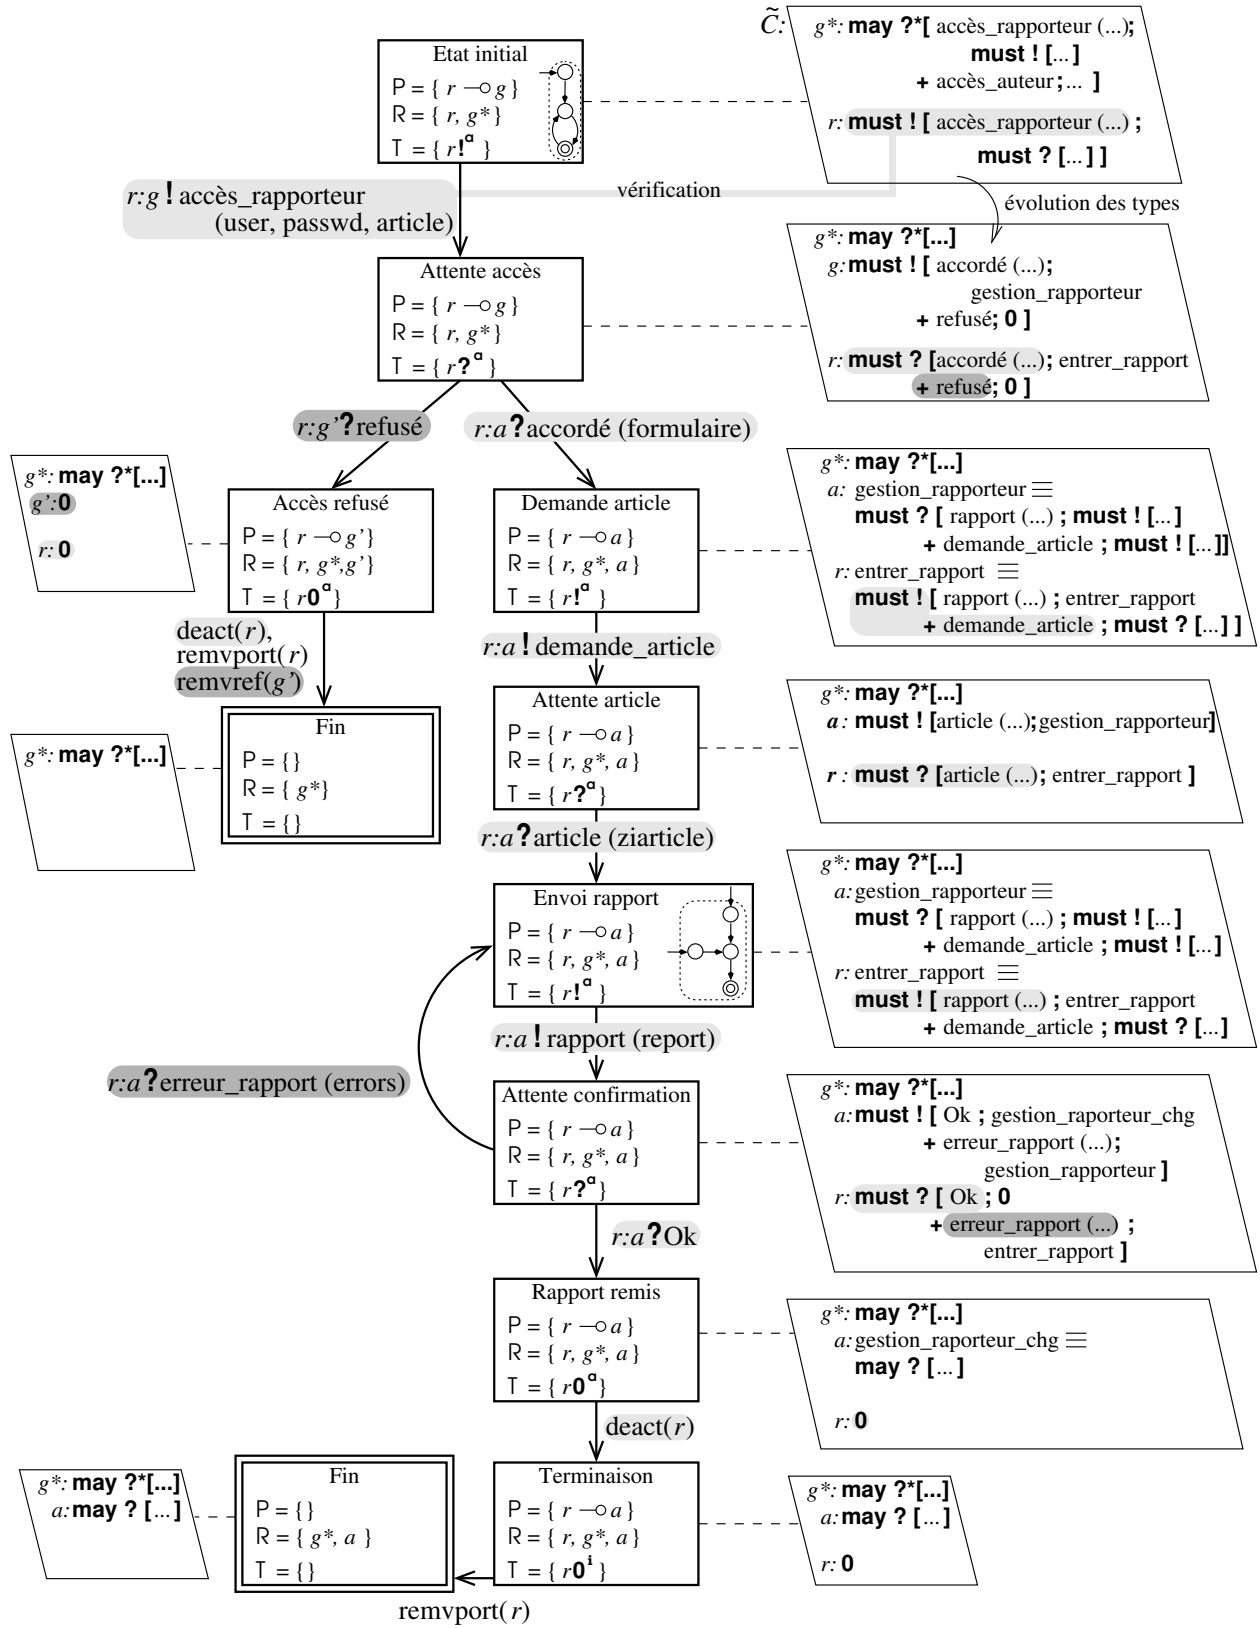 Etat initial
P = { r —o g }
R = { r, g* }
T = { r!ᵃ }
C̃:
g*: may ?*[ accès_rapporteur (...);
must ! [...]
+ accès_auteur ;... ]
r: must ! [ accès_rapporteur (...) ;
must ? [...] ]
r:g ! accès_rapporteur
(user, passwd, article)
vérification
évolution des types
Attente accès
P = { r —o g }
R = { r, g* }
T = { r?ᵃ }
g*: may ?*[...]
g: must ! [ accordé (...);
gestion_rapporteur
+ refusé; 0 ]
r: must ? [accordé (...); entrer_rapport
+ refusé; 0 ]
r:g’?refusé
r:a?accordé (formulaire)
g*: may ?*[...]
g’: 0
r: 0
Accès refusé
P = { r —o g’}
R = { r, g*,g’}
T = { r0ᵃ}
Demande article
P = { r —o a }
R = { r, g*, a }
T = { r!ᵃ }
g*: may ?*[...]
a: gestion_rapporteur ≡
must ? [ rapport (...) ; must ! [...]
+ demande_article ; must ! [...]]
r: entrer_rapport ≡
must ! [ rapport (...) ; entrer_rapport
+ demande_article ; must ? [...] ]
deact(r),
remvport(r)
remvref(g’)
r:a ! demande_article
g*: may ?*[...]
Fin
P = {}
R = { g*}
T = {}
Attente article
P = { r —o a }
R = { r, g*, a }
T = { r?ᵃ}
g*: may ?*[...]
a: must ! [article (...);gestion_rapporteur]
r : must ? [article (...); entrer_rapport ]
r:a?article (ziarticle)
Envoi rapport
P = { r —o a }
R = { r, g*, a }
T = { r!ᵃ }
g*: may ?*[...]
a: gestion_rapporteur ≡
must ? [ rapport (...) ; must ! [...]
+ demande_article ; must ! [...]
r: entrer_rapport ≡
must ! [ rapport (...) ; entrer_rapport
+ demande_article ; must ? [...]
r:a ! rapport (report)
r:a?erreur_rapport (errors)
Attente confirmation
P = { r —o a }
R = { r, g*, a }
T = { r?ᵃ }
g*: may ?*[...]
a: must ! [ Ok ; gestion_raporteur_chg
+ erreur_rapport (...);
gestion_rapporteur ]
r: must ? [ Ok ; 0
+ erreur_rapport (...) ;
entrer_rapport ]
r:a?Ok
Rapport remis
P = { r —o a }
R = { r, g*, a }
T = { r0ᵃ}
g*: may ?*[...]
a: gestion_raporteur_chg ≡
may ? [...]
r: 0
deact(r)
g*: may ?*[...]
a: may ? [...]
Fin
P = {}
R = { g*, a }
T = {}
Terminaison
P = { r —o a }
R = { r, g*, a }
T = { r0ⁱ }
g*: may ?*[...]
a: may ? [...]
r: 0
remvport(r)